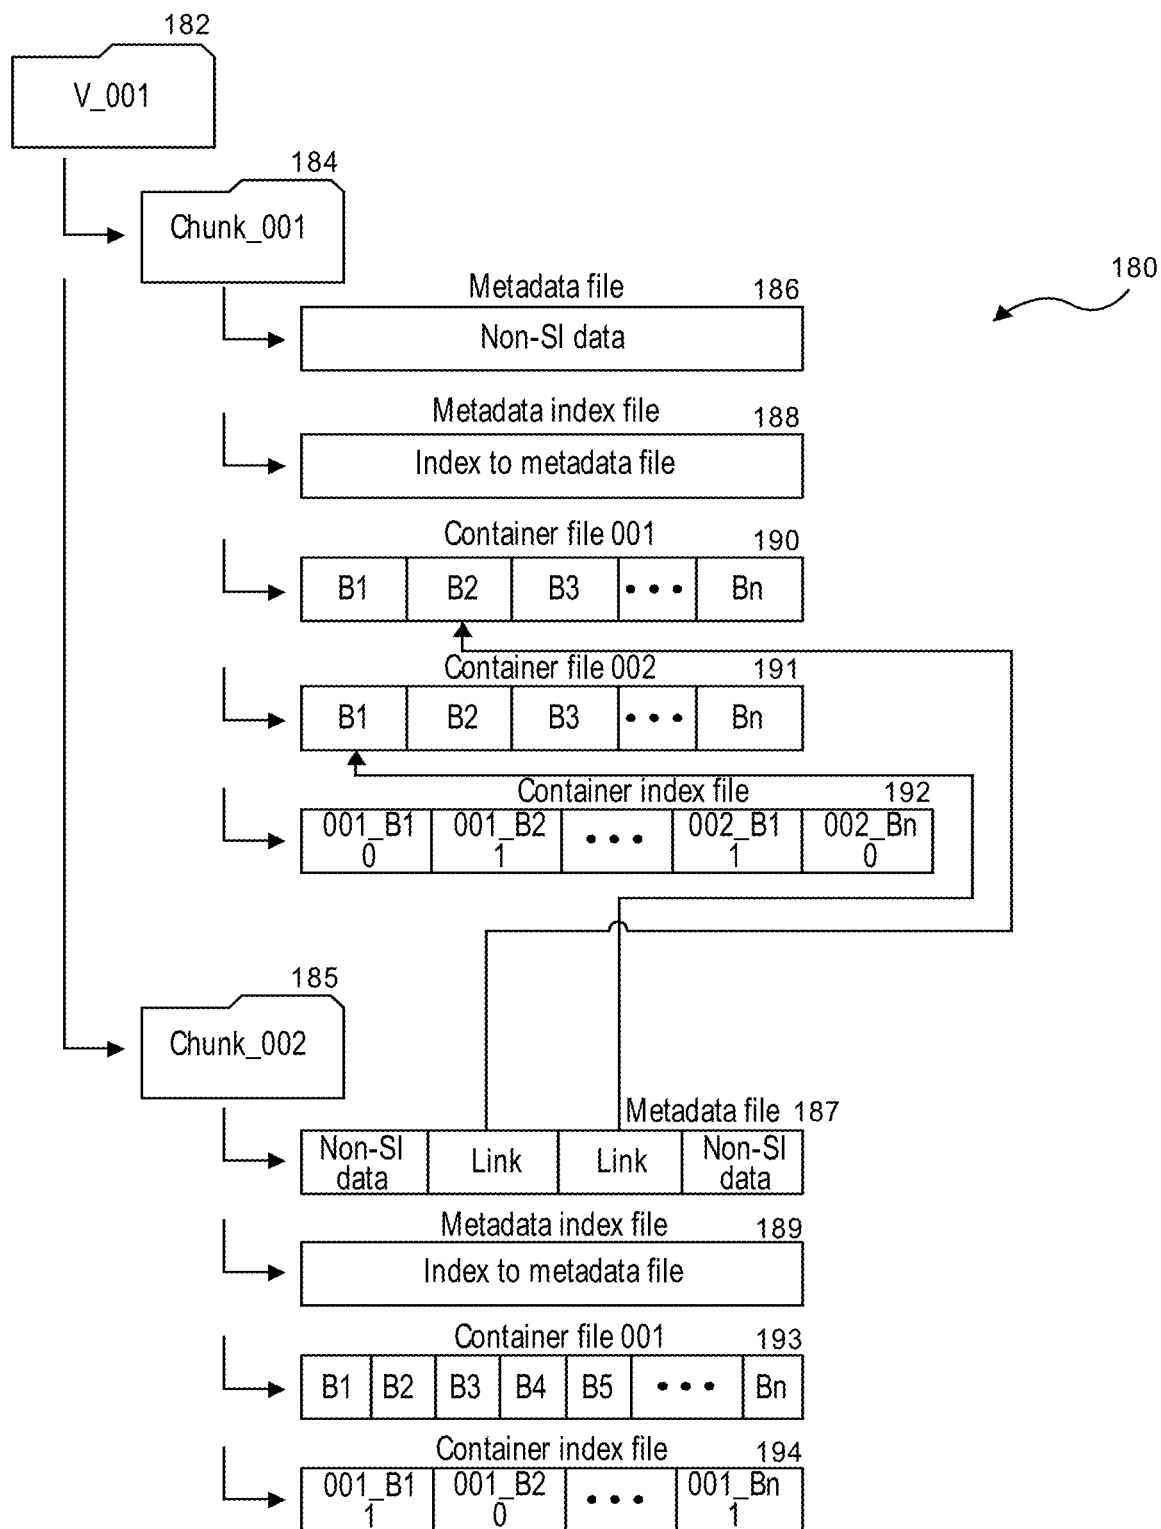 182
V_001
184
Chunk_001
180
Metadata file 186
Non-SI data
Metadata index file 188
Index to metadata file
Container file 001 190
B1 B2 B3 ••• Bn
Container file 002 191
B1 B2 B3 ••• Bn
Container index file 192
001_B1 001_B2 ••• 002_B1 002_Bn
0 1 1 0
185
Chunk_002
Metadata file 187
Non-SI data Link Link Non-SI data
Metadata index file 189
Index to metadata file
Container file 001 193
B1 B2 B3 B4 B5 ••• Bn
Container index file 194
001_B1 001_B2 ••• 001_Bn
1 0 1